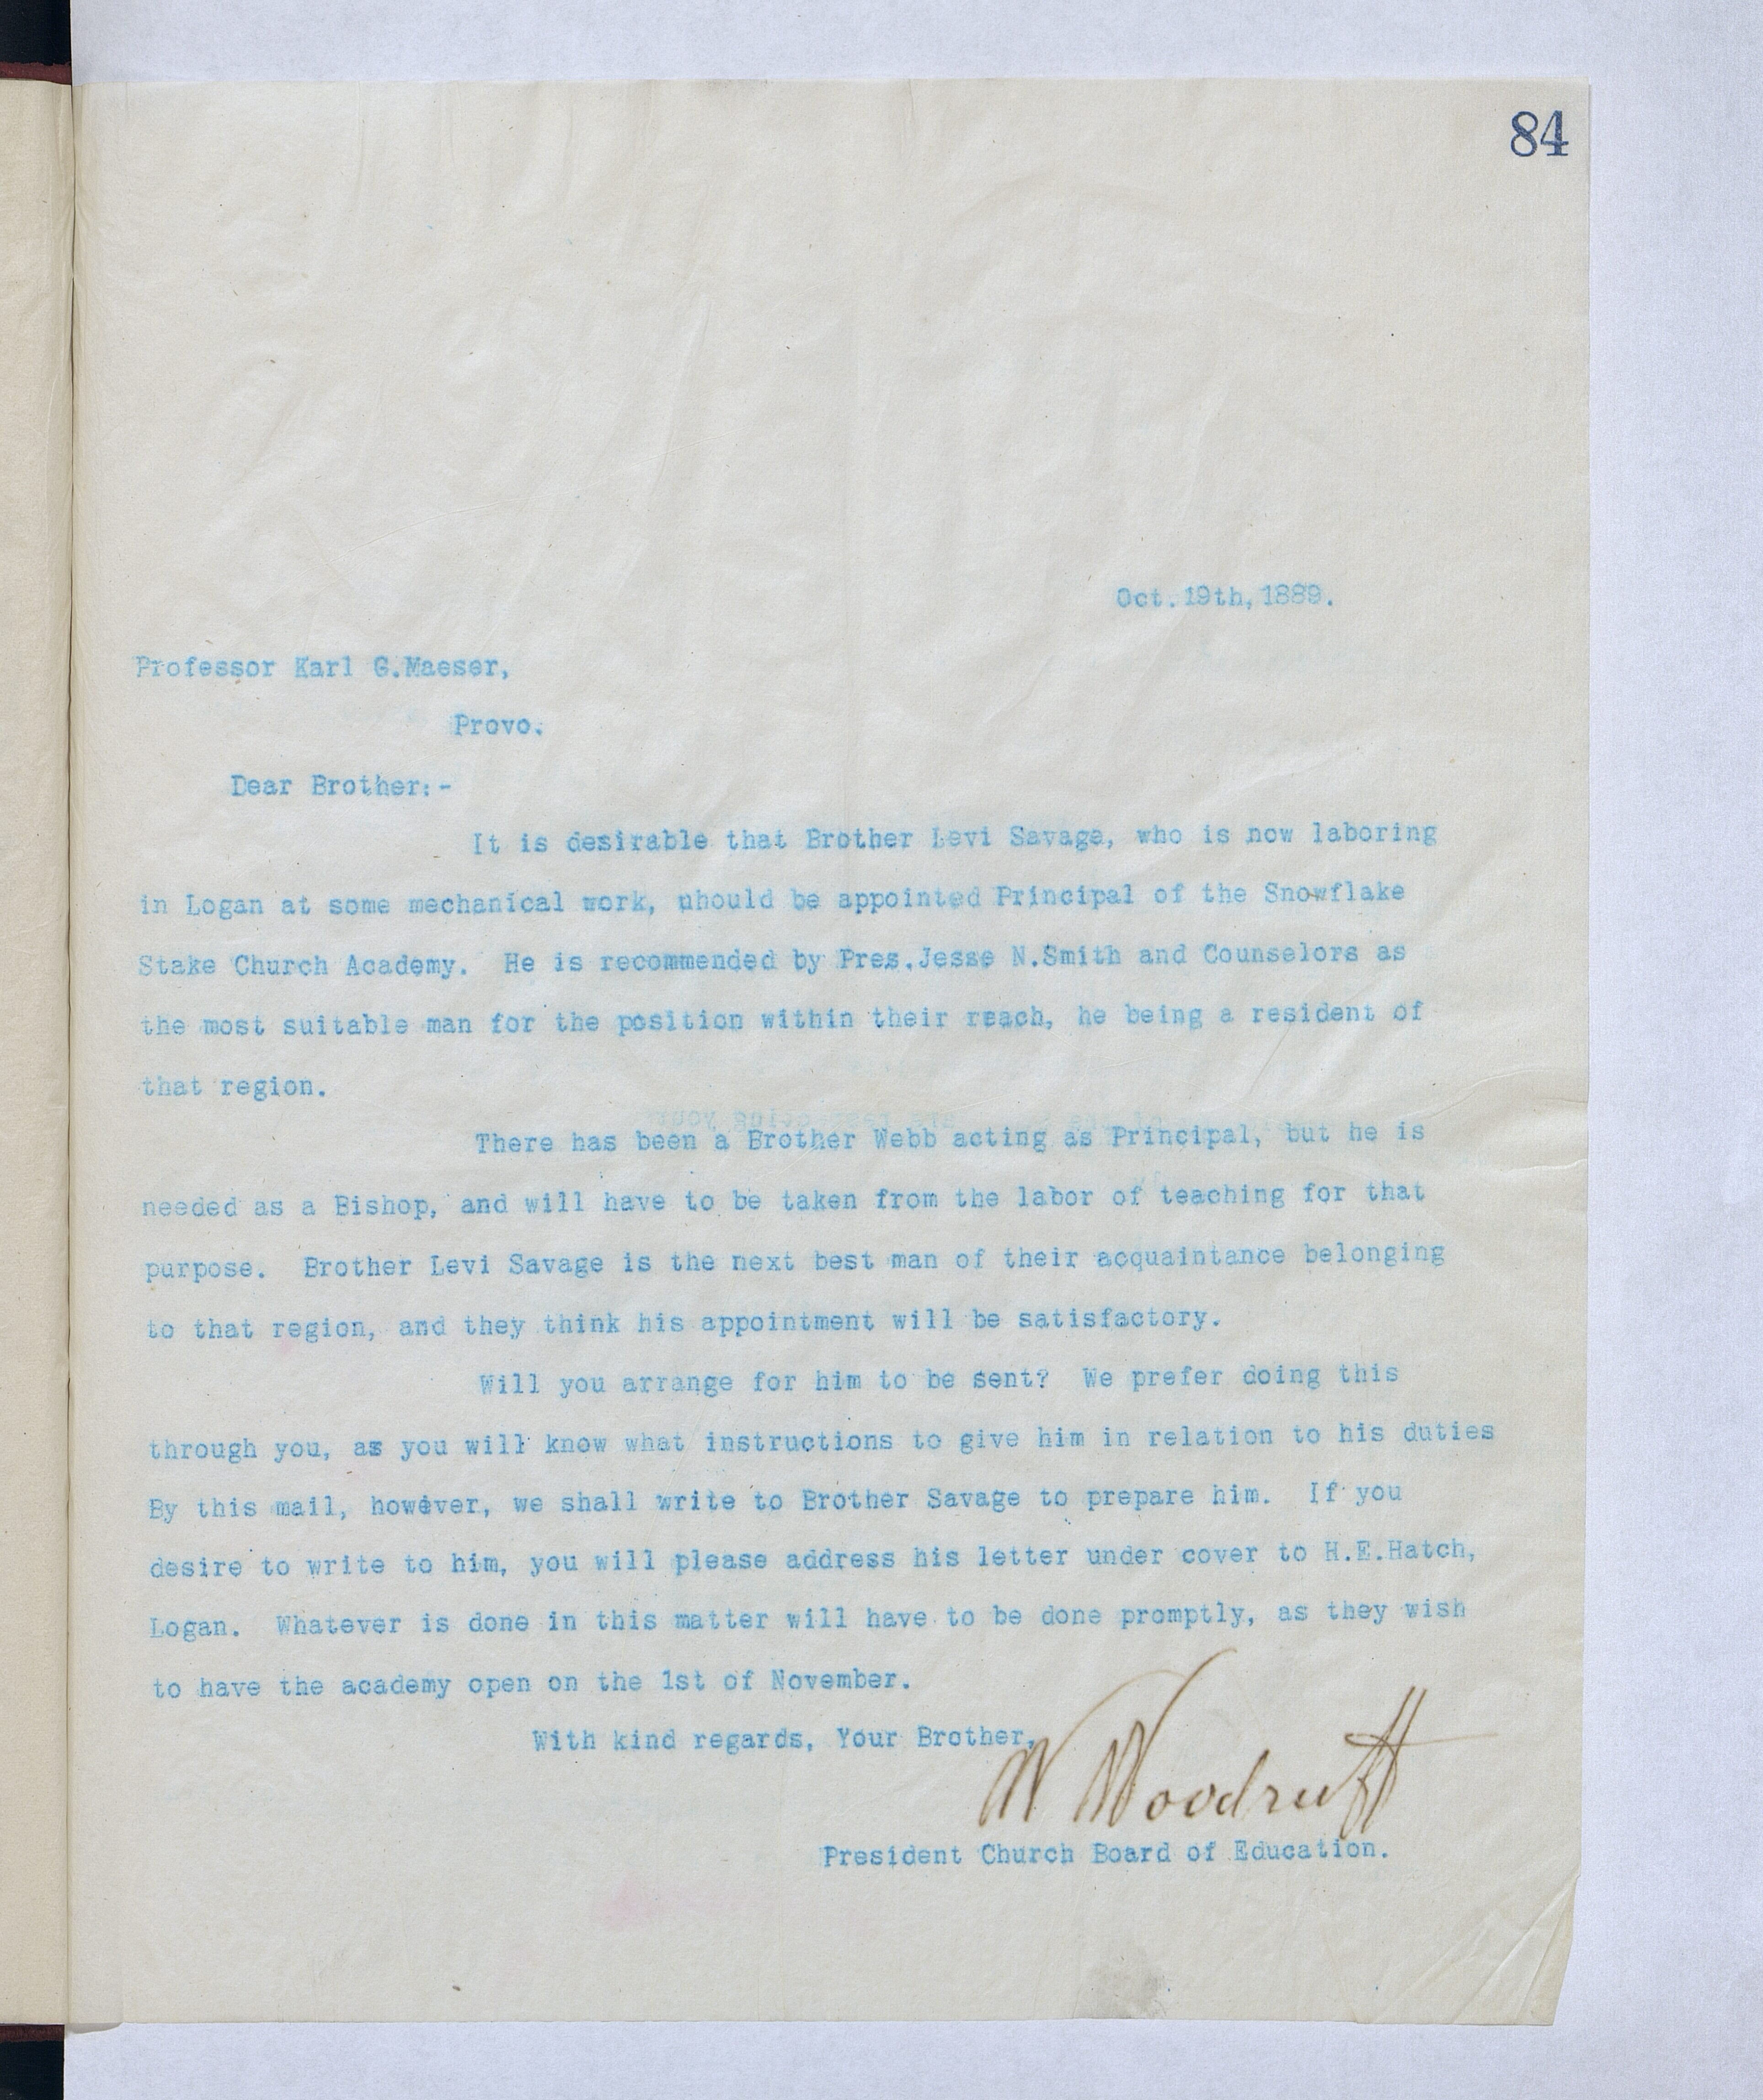 84
Oct.19th,1889.
Professor Karl G.Maeser,
Provo.
Dear Brother:-
It is desirable that Brother Levi Savage, who is now laboring
in Logan at some mechanical work, uhould be appointed Principal of the Snowflake
Stake Church Academy. He is recommended by Pres.Jesse N.Smith and Counselors as
the most suitable man for the position within their reach, he being a resident of
that region.
There has been a Brother Webb acting as Principal, but he is
needed as a Bishop, and will have to be taken from the labor of teaching for that
purpose. Brother Levi Savage is the next best man of their acquaintance belonging
to that region, and they think his appointment will be satisfactory.
Will you arrange for him to be sent? We prefer doing this
through you, as you will know what instructions to give him in relation to his duties
By this mail, however, we shall write to Brother Savage to prepare him. If you
desire to write to him, you will please address his letter under cover to H.E.Hatch,
Logan. Whatever is done in this matter will have to be done promptly, as they wish
to have the academy open on the 1st of November.
With kind regards, Your Brother,
W Woodruff
President Church Board of Education.